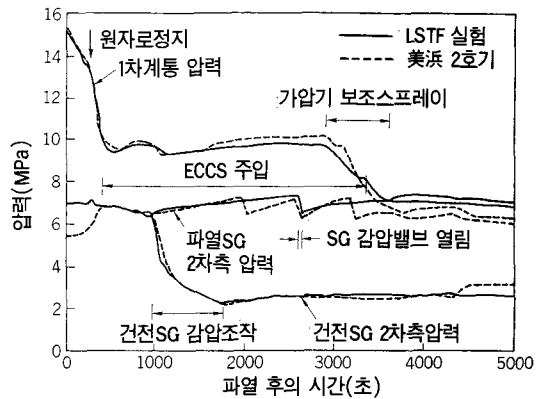 16
14
12
10
8
6
4
2
0
압력(MPa)
원자로정지
1차계통 압력
LSTF 실험
美浜 2호기
가압기 보조스프레이
ECCS 주입
파열SG
2차측 압력
SG 감압밸브 열림
건전SG 감압조작
건전SG 2차측압력
0 1000 2000 3000 4000 5000
파열 후의 시간(초)